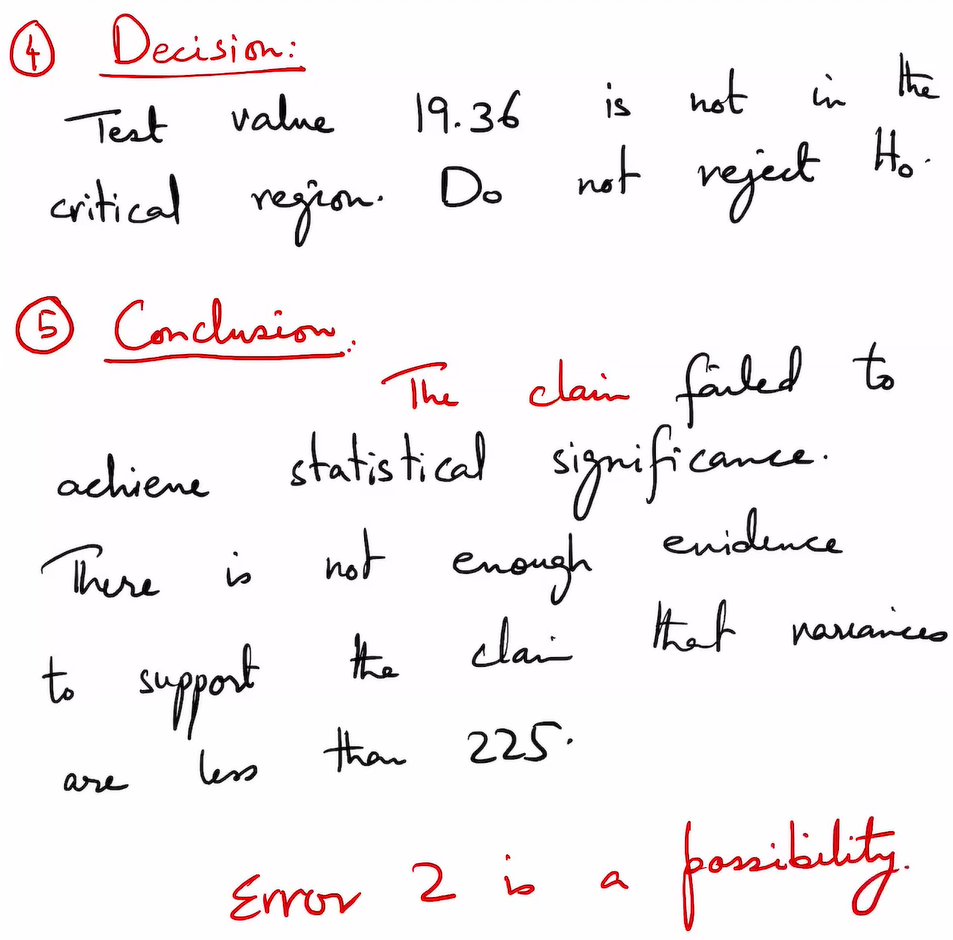 ④ Decision:
Test value 19.36 is not in the
critical region. Do not reject H₀.
⑤ Conclusion.
The claim failed to
achieve statistical significance.
There is not enough evidence
to support the claim that variances
are less than 225.
Error 2 is a possibility.